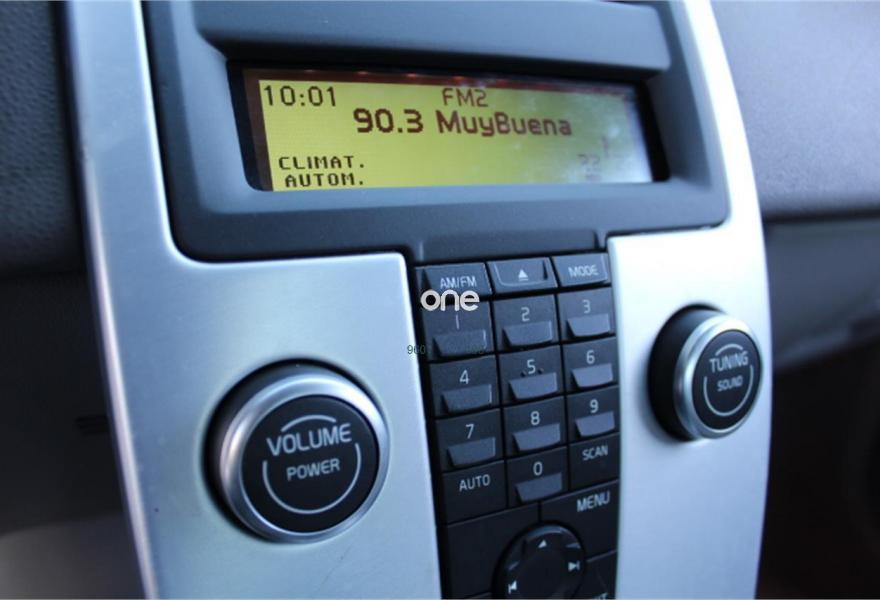 10:01 FM2
90.3 MuyBuena
CLIMAT.
AUTOM.
AM/FM
MODE
one
1 2 3
4 5 6
7 8 9
AUTO 0 SCAN
MENU
VOLUME
POWER
TUNING
SOUND